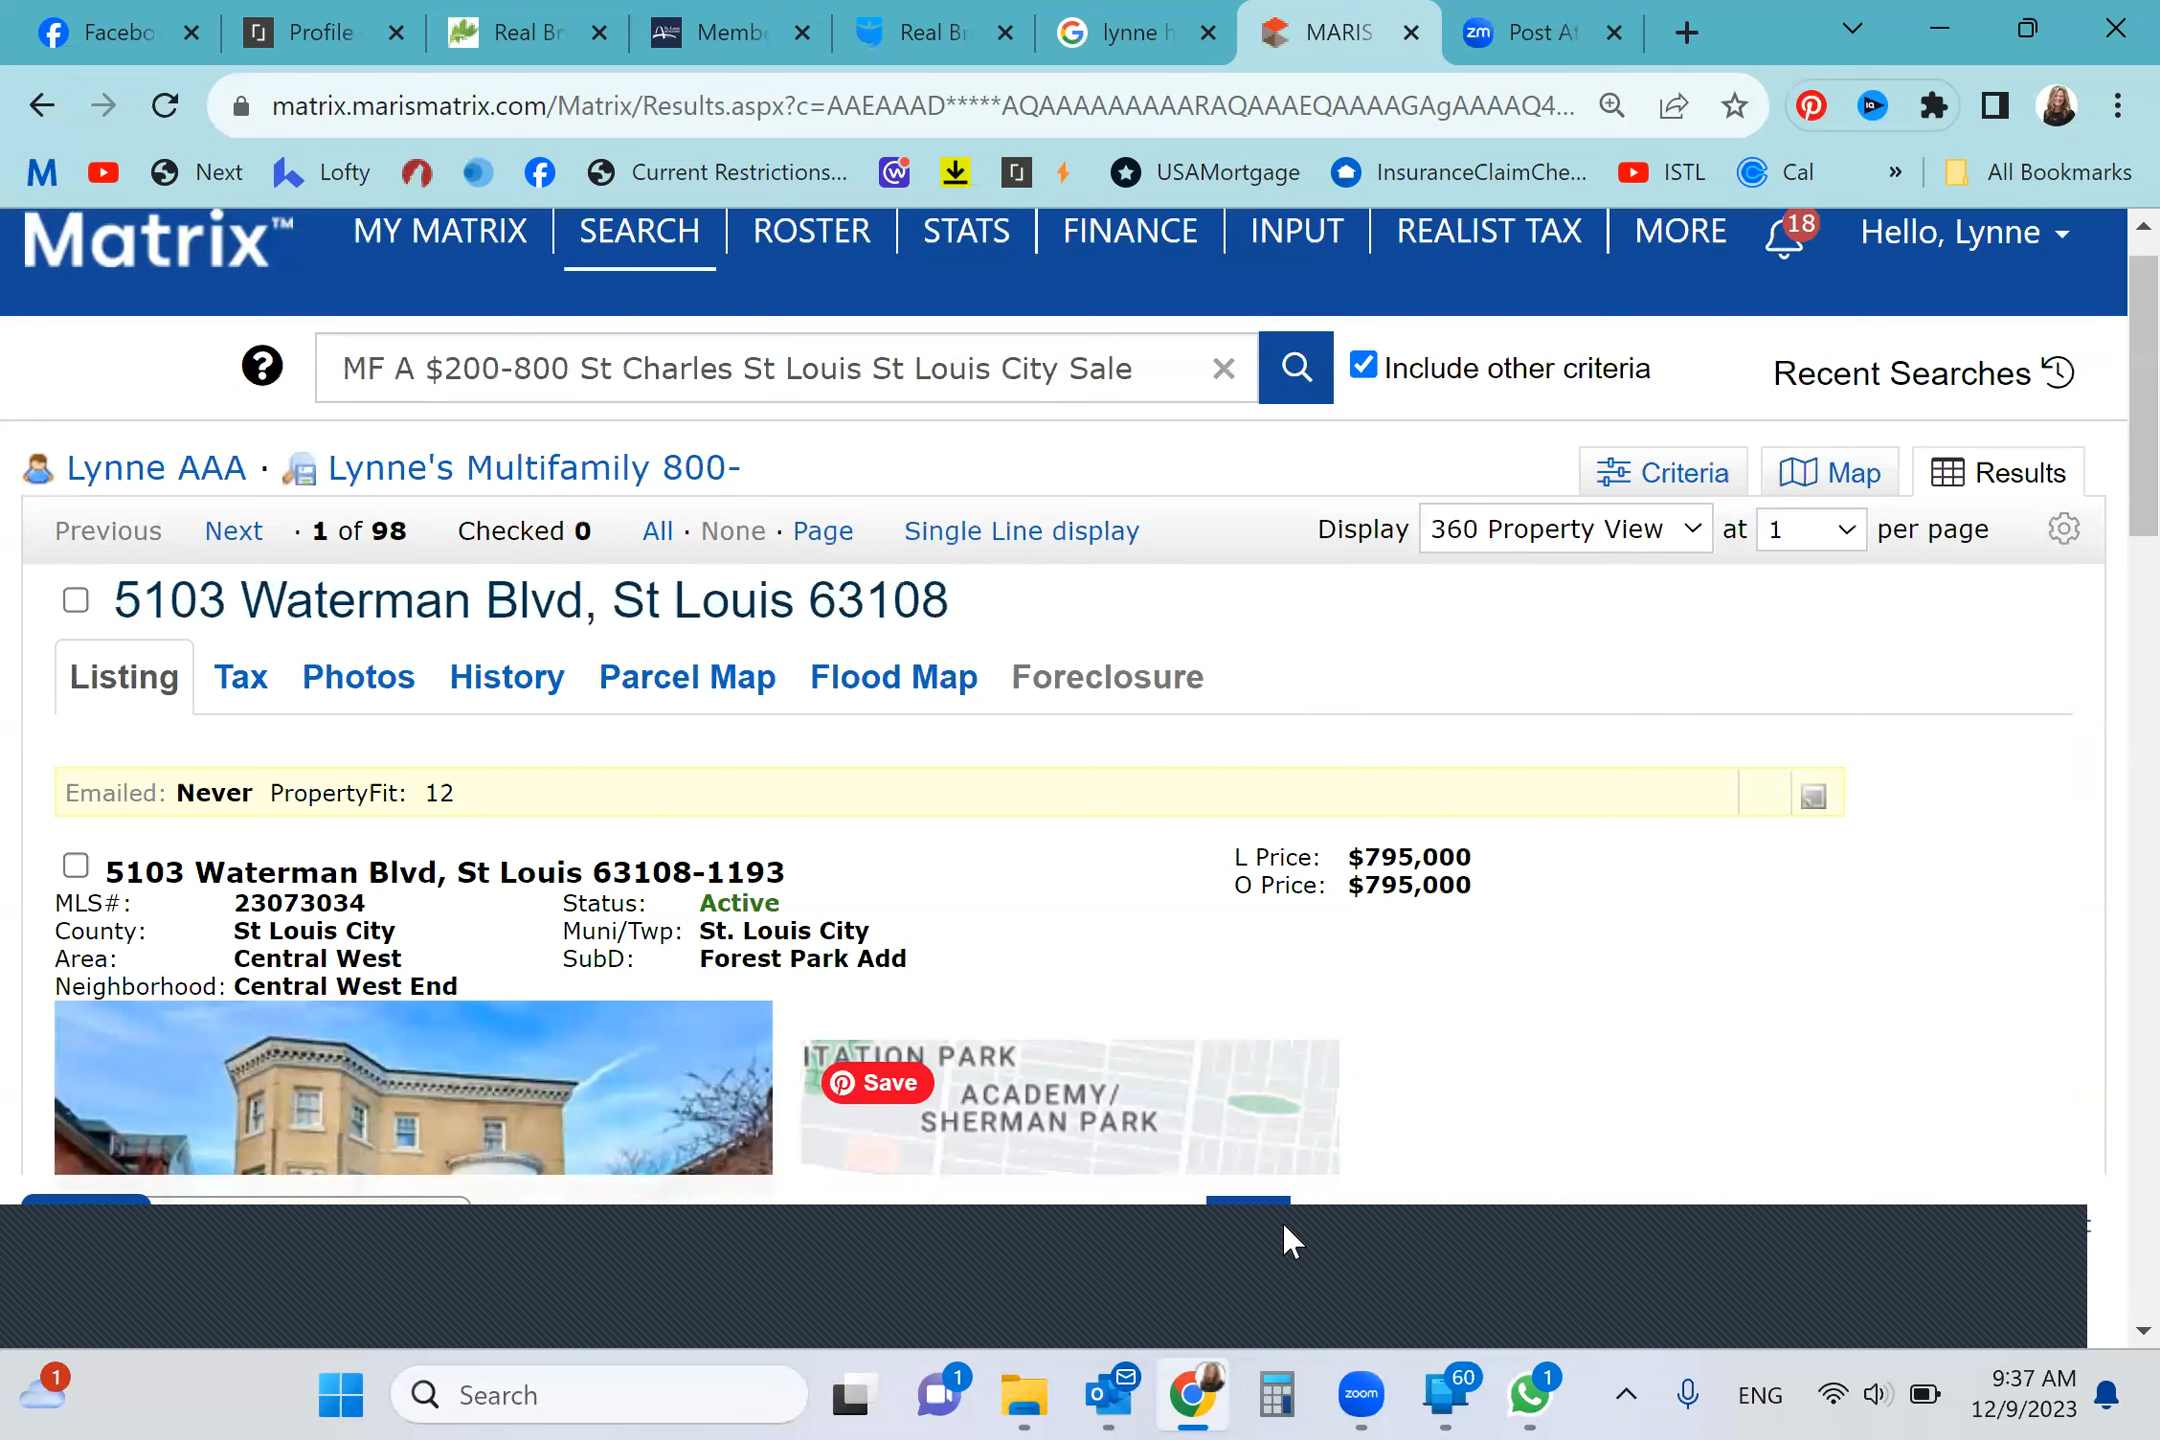 Facebo
Profile
Real Br
Memb
Real B
lynne h
MARIS
zm Post A
matrix.marismatrix.com/Matrix/Results.aspx?c=AAEAAAD*****AQAAAAAAAAARAQAAAEQAAAAGAgAAAAQ4...
M Next Lofty Current Restrictions... USAMortgage InsuranceClaimChe... ISTL Cal » All Bookmarks
Matrix™ MY MATRIX SEARCH ROSTER STATS FINANCE INPUT REALIST TAX MORE 18 Hello, Lynne
? MF A $200-800 St Charles St Louis St Louis City Sale Include other criteria Recent Searches
Lynne AAA · Lynne's Multifamily 800- Criteria Map Results
Previous Next · 1 of 98 Checked 0 All · None · Page Single Line display Display 360 Property View at 1 per page
5103 Waterman Blvd, St Louis 63108
Listing Tax Photos History Parcel Map Flood Map Foreclosure
Emailed: Never PropertyFit: 12
5103 Waterman Blvd, St Louis 63108-1193 L Price: $795,000
O Price: $795,000
MLS#: 23073034 Status: Active
County: St Louis City Muni/Twp: St. Louis City
Area: Central West SubD: Forest Park Add
Neighborhood: Central West End
ITATION PARK
Save
ACADEMY/
SHERMAN PARK
1 Search 1 zoom 60 1 ENG 9:37 AM
12/9/2023